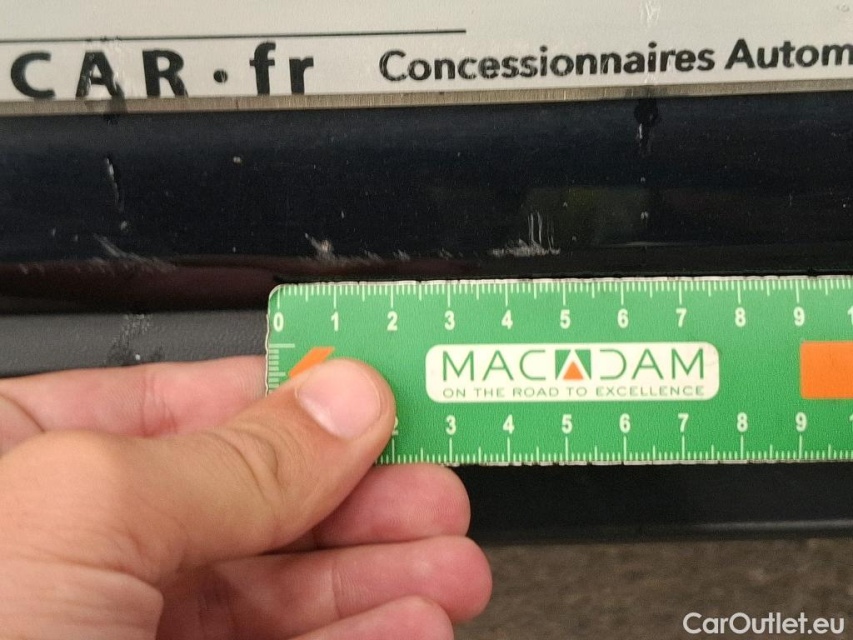 CAR.fr Concessionnaires Autom
0 1 2 3 4 5 6 7 8 9
MACADAM
ON THE ROAD TO EXCELLENCE
3 4 5 6 7 8 9
CarOutlet.eu